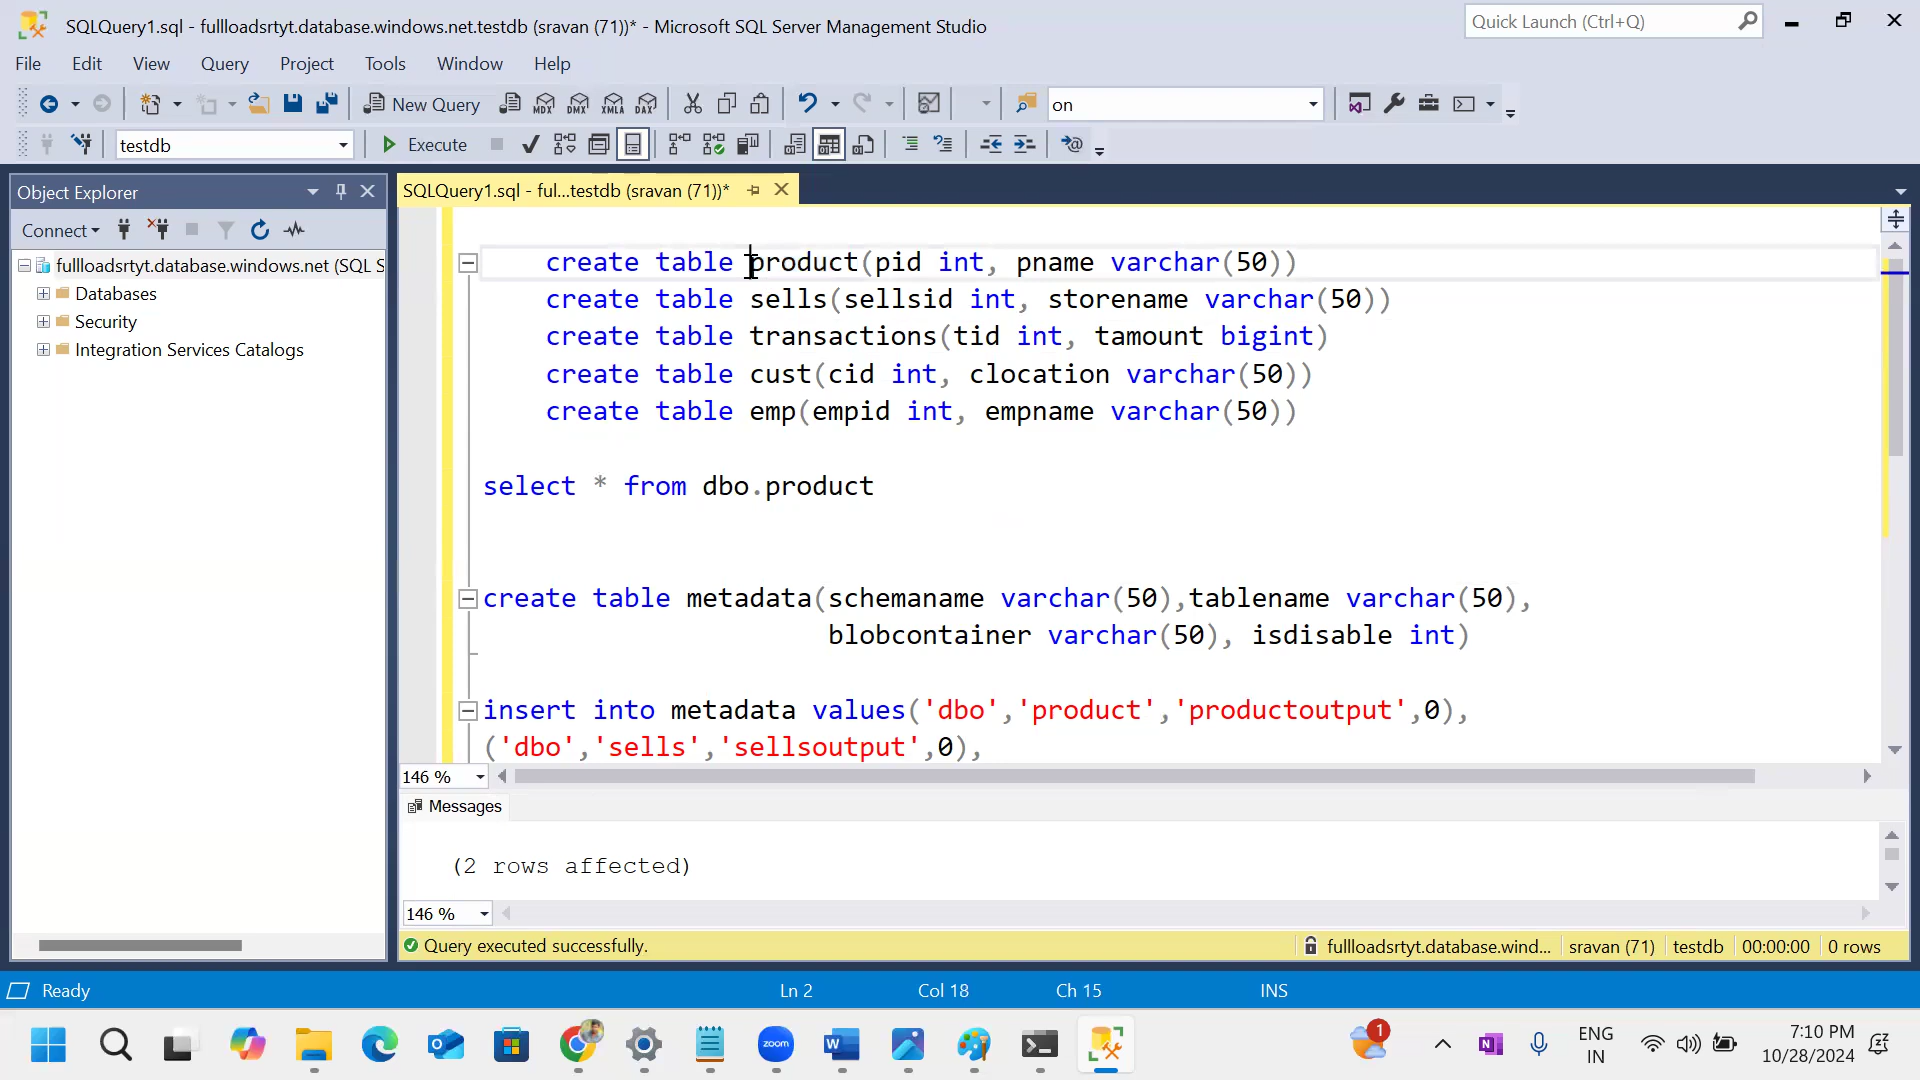 SQLQuery1.sql - fullloadsrtyt.database.windows.net.testdb (sravan (71))* - Microsoft SQL Server Management Studio
Quick Launch (Ctrl+Q)
File Edit View Query Project Tools Window Help
New Query MDX DMX XMLA DAX on
testdb Execute
Object Explorer
SQLQuery1.sql - ful...testdb (sravan (71))*
Connect
fullloadsrtyt.database.windows.net (SQL S
Databases
Security
Integration Services Catalogs
create table product(pid int, pname varchar(50))
create table sells(sellsid int, storename varchar(50))
create table transactions(tid int, tamount bigint)
create table cust(cid int, clocation varchar(50))
create table emp(empid int, empname varchar(50))
select * from dbo.product
create table metadata(schemaname varchar(50),tablename varchar(50),
blobcontainer varchar(50), isdisable int)
insert into metadata values('dbo','product','productoutput',0),
('dbo','sells','sellsoutput',0),
146 %
Messages
(2 rows affected)
146 %
Query executed successfully. fullloadsrtyt.database.wind... sravan (71) testdb 00:00:00 0 rows
Ready Ln 2 Col 18 Ch 15 INS
zoom
1
ENG
IN
7:10 PM
10/28/2024